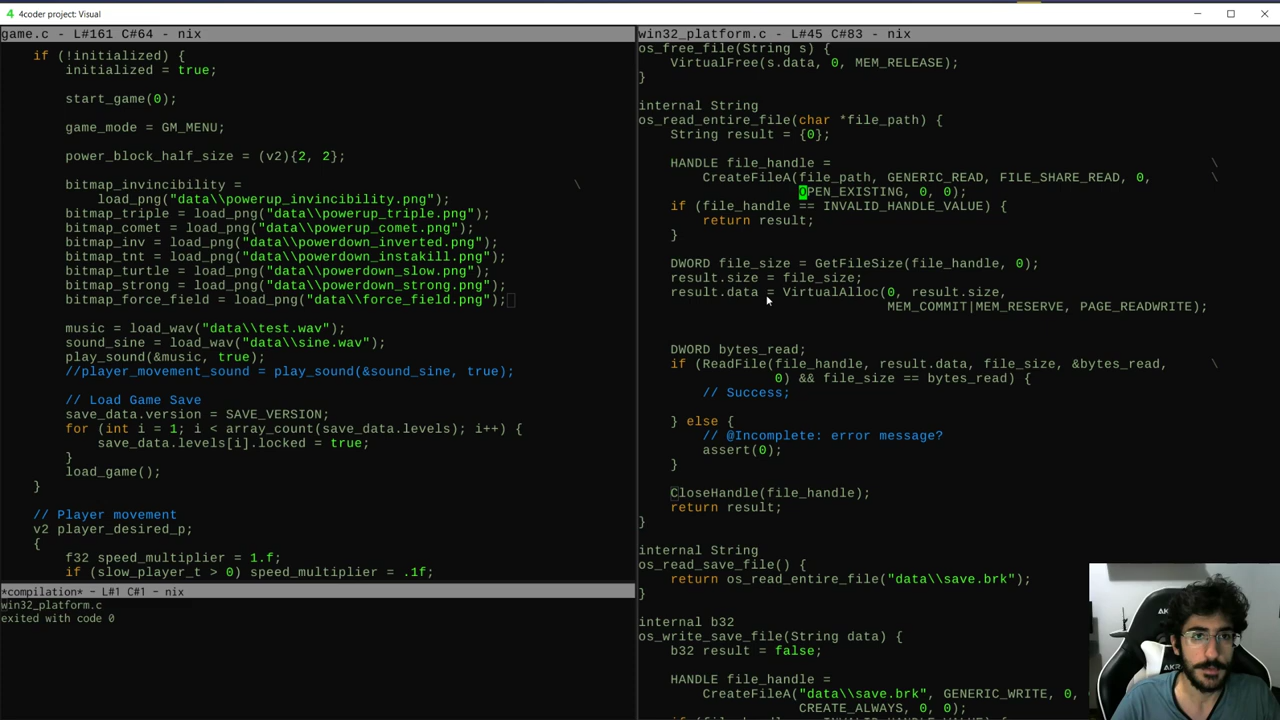 4coder project: Visual
game.c - L#161 C#64 - nix
if (!initialized) {
initialized = true;
start_game(0);
game_mode = GM_MENU;
power_block_half_size = (v2){2, 2};
bitmap_invincibility = \
load_png("data\\powerup_invincibility.png");
bitmap_triple = load_png("data\\powerup_triple.png");
bitmap_comet = load_png("data\\powerup_comet.png");
bitmap_inv = load_png("data\\powerdown_inverted.png");
bitmap_tnt = load_png("data\\powerdown_instakill.png");
bitmap_turtle = load_png("data\\powerdown_slow.png");
bitmap_strong = load_png("data\\powerdown_strong.png");
bitmap_force_field = load_png("data\\force_field.png");
music = load_wav("data\\test.wav");
sound_sine = load_wav("data\\sine.wav");
play_sound(&music, true);
//player_movement_sound = play_sound(&sound_sine, true);
// Load Game Save
save_data.version = SAVE_VERSION;
for (int i = 1; i < array_count(save_data.levels); i++) {
save_data.levels[i].locked = true;
}
load_game();
}
// Player movement
v2 player_desired_p;
{
f32 speed_multiplier = 1.f;
if (slow_player_t > 0) speed_multiplier = .1f;
*compilation* - L#1 C#1 - nix
win32_platform.c
exited with code 0
win32_platform.c - L#45 C#83 - nix
os_free_file(String s) {
VirtualFree(s.data, 0, MEM_RELEASE);
}
internal String
os_read_entire_file(char *file_path) {
String result = {0};
HANDLE file_handle = \
CreateFileA(file_path, GENERIC_READ, FILE_SHARE_READ, 0, \
OPEN_EXISTING, 0, 0);
if (file_handle == INVALID_HANDLE_VALUE) {
return result;
}
DWORD file_size = GetFileSize(file_handle, 0);
result.size = file_size;
result.data = VirtualAlloc(0, result.size,
MEM_COMMIT|MEM_RESERVE, PAGE_READWRITE);
DWORD bytes_read;
if (ReadFile(file_handle, result.data, file_size, &bytes_read, \
0) && file_size == bytes_read) {
// Success;
} else {
// @Incomplete: error message?
assert(0);
}
CloseHandle(file_handle);
return result;
}
internal String
os_read_save_file() {
return os_read_entire_file("data\\save.brk");
}
internal b32
os_write_save_file(String data) {
b32 result = false;
HANDLE file_handle =
CreateFileA("data\\save.brk", GENERIC_WRITE, 0,
CREATE_ALWAYS, 0, 0);